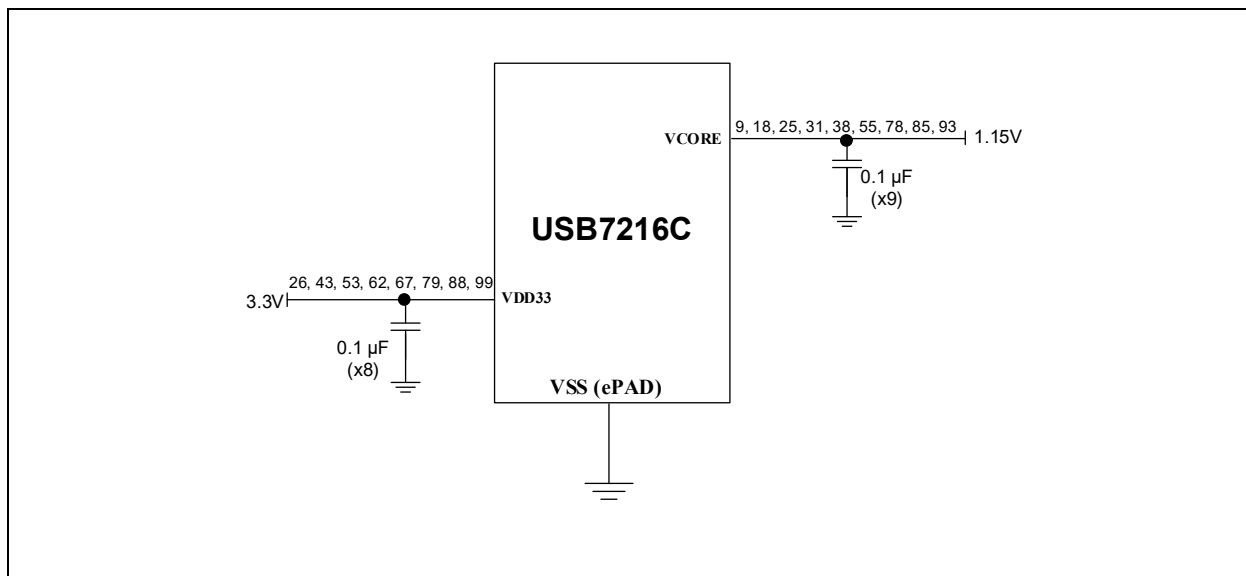 9, 18, 25, 31, 38, 55, 78, 85, 93
VCORE
1.15V
0.1 µF
(x9)
USB7216C
26, 43, 53, 62, 67, 79, 88, 99
3.3V
VDD33
0.1 µF
(x8)
VSS (ePAD)